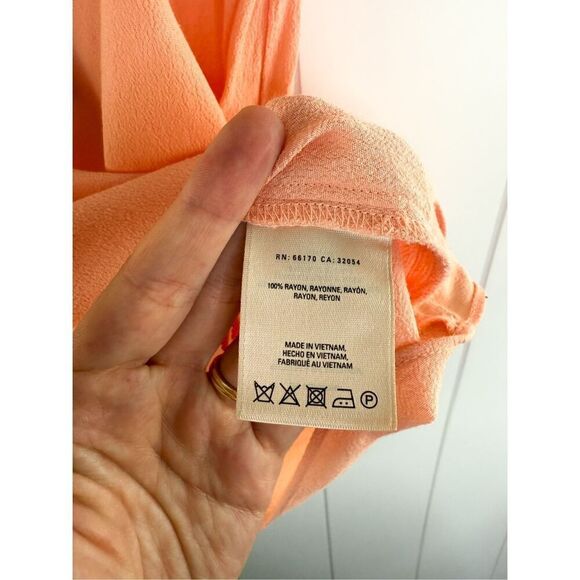 RN: 66170 CA: 32054
100% RAYON, RAYONNE, RAYÓN,
RAYON, REYON
MADE IN VIETNAM,
HECHO EN VIETNAM,
FABRIQUÉ AU VIETNAM
P